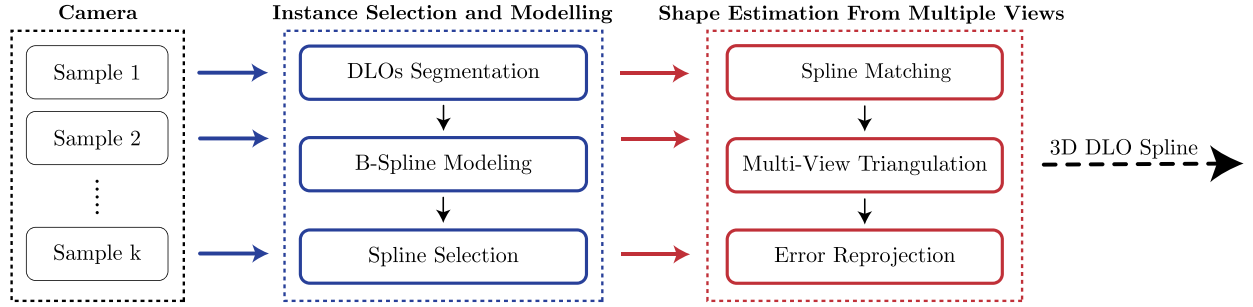 Camera
Sample 1
Sample 2
Sample k
Instance Selection and Modelling
DLOs Segmentation
B-Spline Modeling
Spline Selection
Shape Estimation From Multiple Views
Spline Matching
Multi-View Triangulation
Error Reprojection
3D DLO Spline